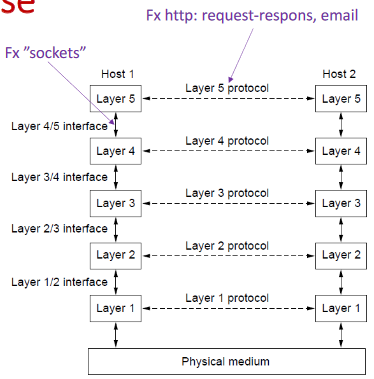 Fx http: request-respons, email
Fx ”sockets”
Host 1
Host 2
Layer 5
Layer 5 protocol
Layer 5
Layer 4/5 interface
Layer 4
Layer 4 protocol
Layer 4
Layer 3/4 interface
Layer 3
Layer 3 protocol
Layer 3
Layer 2/3 interface
Layer 2
Layer 2 protocol
Layer 2
Layer 1/2 interface
Layer 1
Layer 1 protocol
Layer 1
Physical medium